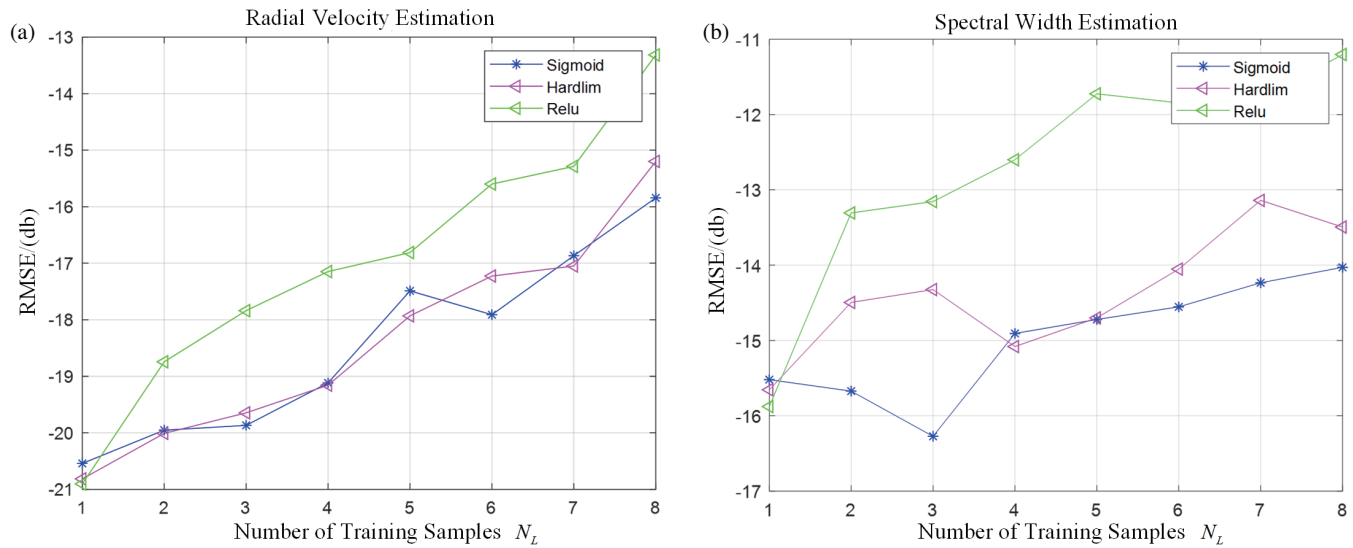 (a)
Radial Velocity Estimation
-13
-14
-15
-16
-17
-18
-19
-20
-21
RMSE/(db)
Sigmoid
Hardlim
Relu
1 2 3 4 5 6 7 8
Number of Training Samples N_L
(b)
Spectral Width Estimation
-11
-12
-13
-14
-15
-16
-17
RMSE/(db)
Sigmoid
Hardlim
Relu
1 2 3 4 5 6 7 8
Number of Training Samples N_L